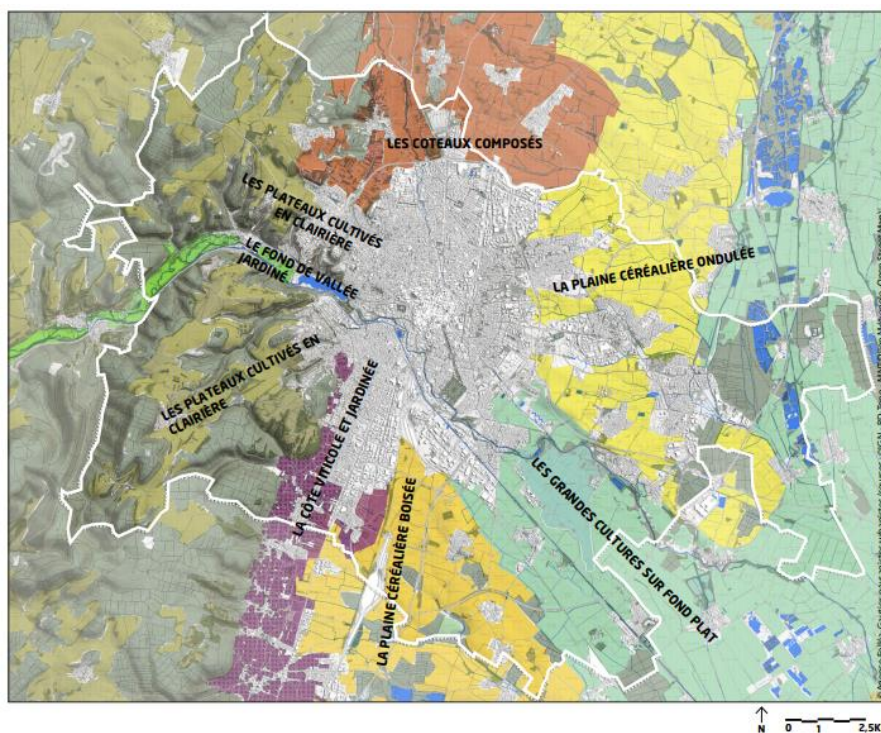 LES COTEAUX COMPOSÉS
LES PLATEAUX CULTIVÉS
EN CLAIRIÈRE
LE FOND DE VALLÉE
JARDINÉ
LA PLAINE CÉRÉALIÈRE ONDULÉE
LES PLATEAUX CULTIVÉS EN
CLAIRIÈRE
LA CÔTE VITICOLE ET JARDINÉE
LA PLAINE CÉRÉALIÈRE BOISÉE
LES GRANDES CULTURES SUR FOND PLAT
N
0 1 2,5K